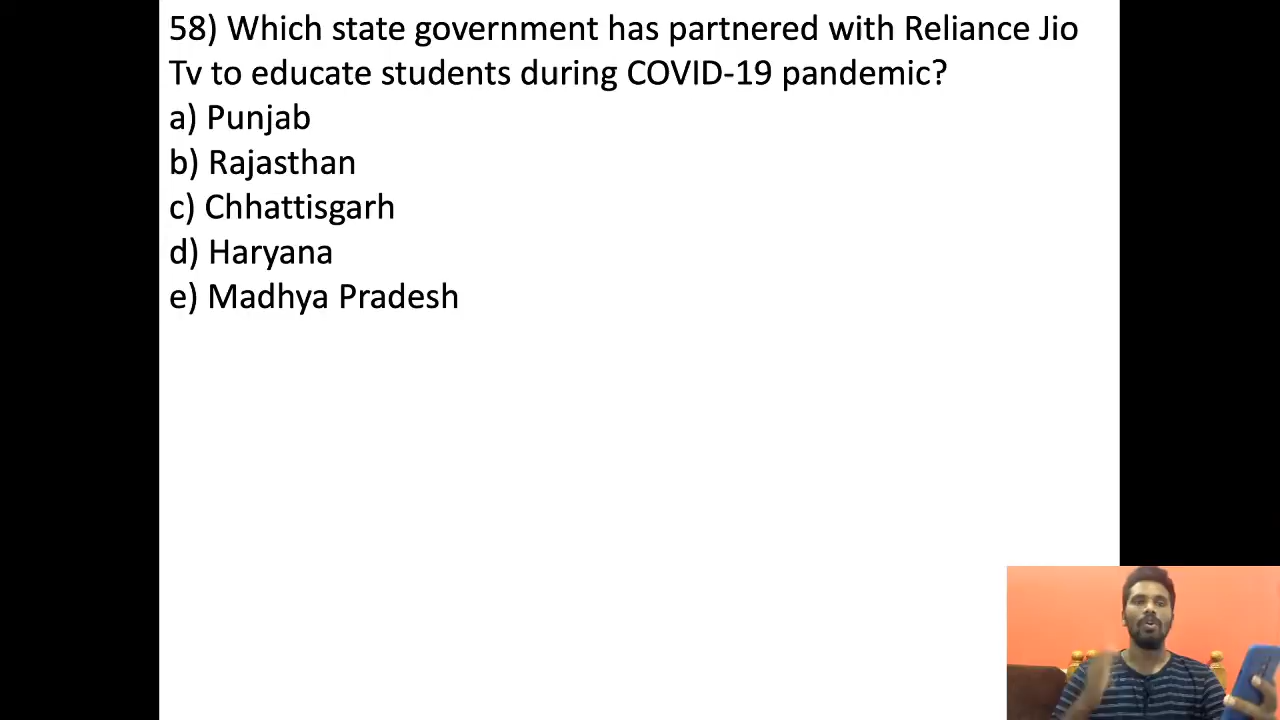 58) Which state government has partnered with Reliance Jio
Tv to educate students during COVID-19 pandemic?
a) Punjab
b) Rajasthan
c) Chhattisgarh
d) Haryana
e) Madhya Pradesh